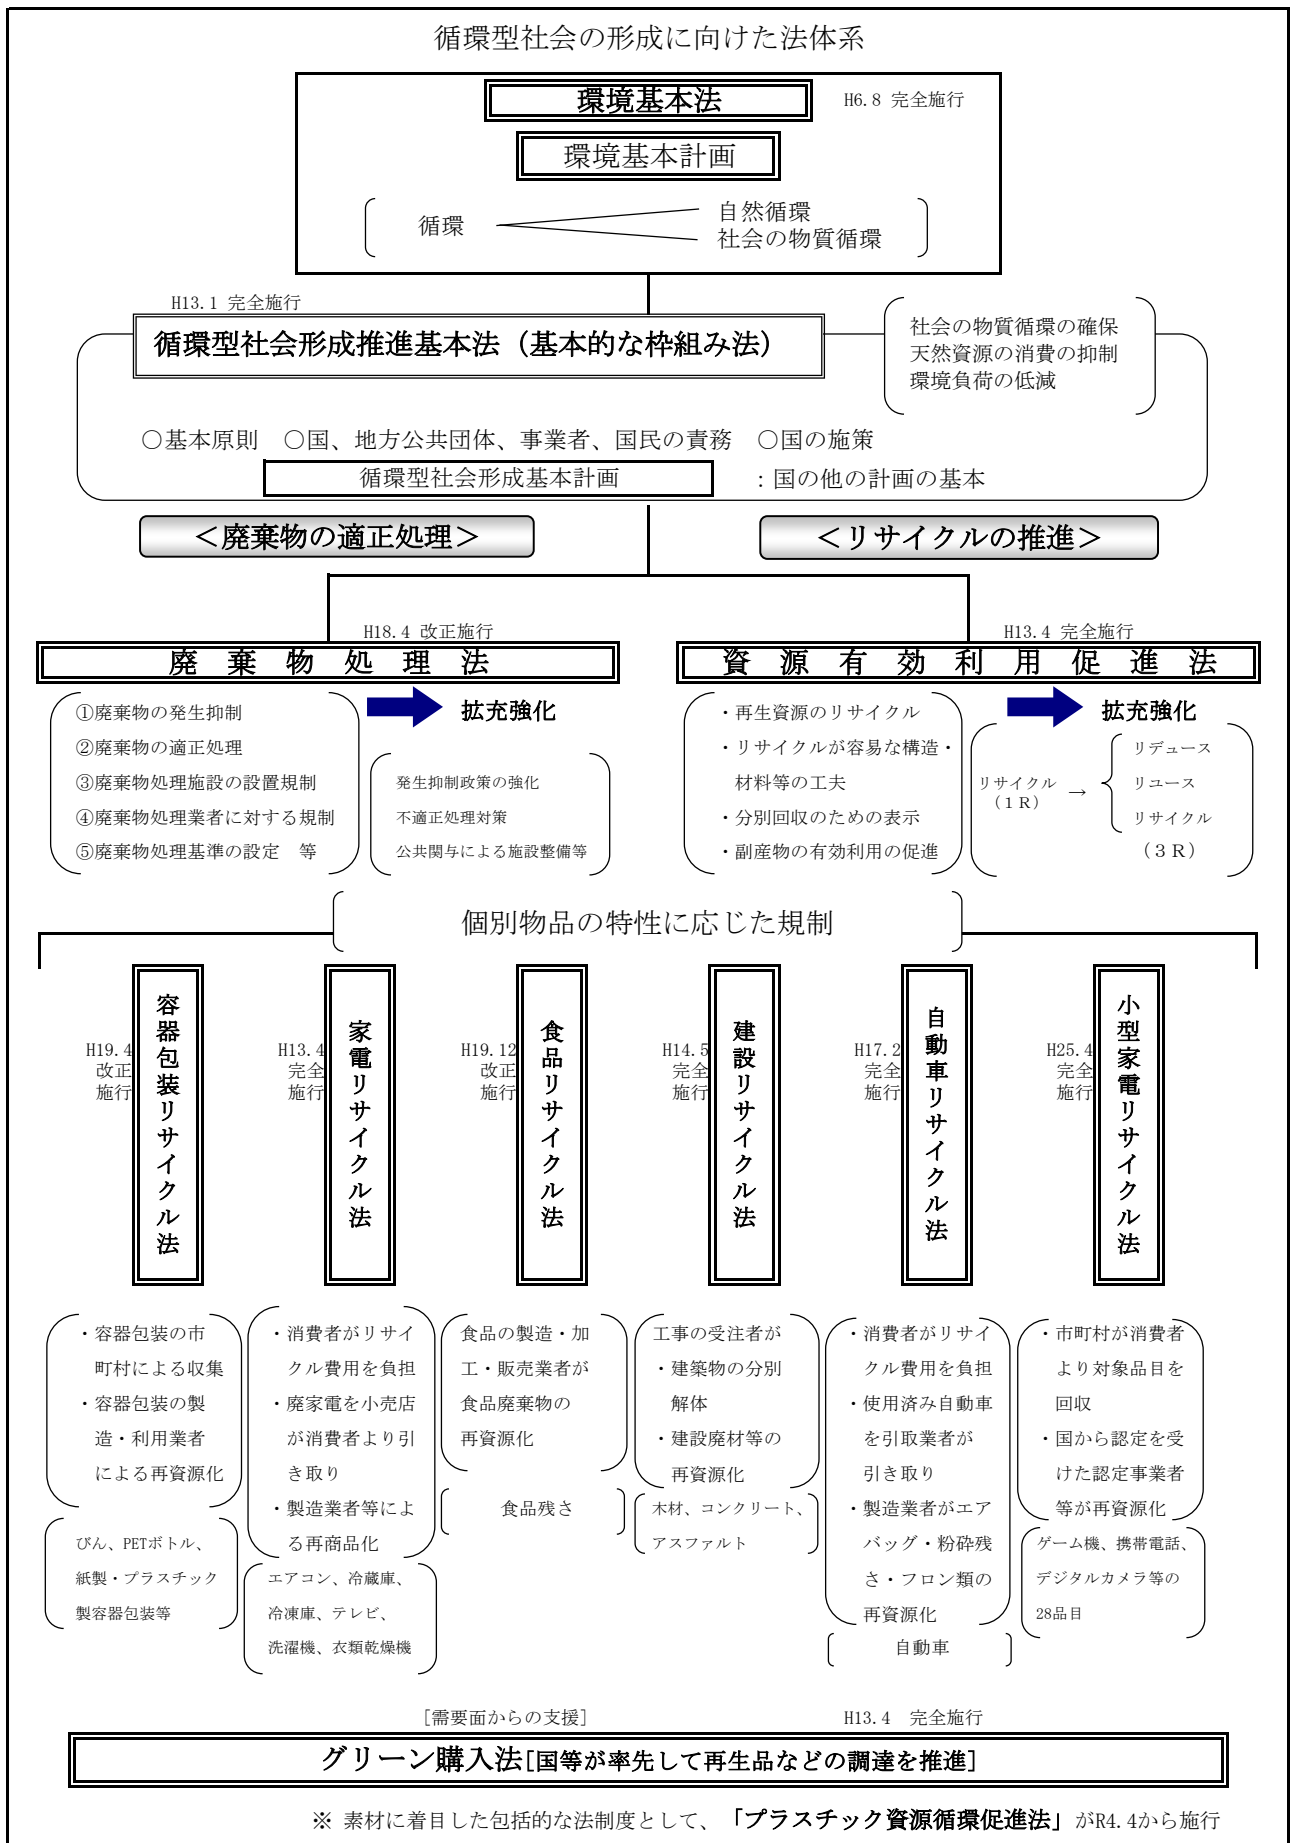 循環型社会の形成に向けた法体系
環境基本法
H6.8 完全施行
環境基本計画
循環
自然循環
社会の物質循環
H13.1 完全施行
循環型社会形成推進基本法（基本的な枠組み法）
社会の物質循環の確保
天然資源の消費の抑制
環境負荷の低減
○基本原則　○国、地方公共団体、事業者、国民の責務　○国の施策
循環型社会形成基本計画
：国の他の計画の基本
＜廃棄物の適正処理＞
＜リサイクルの推進＞
H18.4 改正施行
廃棄物処理法
①廃棄物の発生抑制
②廃棄物の適正処理
③廃棄物処理施設の設置規制
④廃棄物処理業者に対する規制
⑤廃棄物処理基準の設定　等
拡充強化
発生抑制政策の強化
不適正処理対策
公共関与による施設整備等
H13.4 完全施行
資源有効利用促進法
・再生資源のリサイクル
・リサイクルが容易な構造・
材料等の工夫
・分別回収のための表示
・副産物の有効利用の促進
拡充強化
リサイクル
（１Ｒ）
→
リデュース
リユース
リサイクル
（３Ｒ）
個別物品の特性に応じた規制
H19.4
改正
施行
容器包装リサイクル法
H13.4
完全
施行
家電リサイクル法
H19.12
改正
施行
食品リサイクル法
H14.5
完全
施行
建設リサイクル法
H17.2
完全
施行
自動車リサイクル法
H25.4
完全
施行
小型家電リサイクル法
・容器包装の市
町村による収集
・容器包装の製
造・利用業者
による再資源化
びん、PETボトル、
紙製・プラスチック
製容器包装等
・消費者がリサイ
クル費用を負担
・廃家電を小売店
が消費者より引
き取り
・製造業者等によ
る再商品化
エアコン、冷蔵庫、
冷凍庫、テレビ、
洗濯機、衣類乾燥機
食品の製造・加
工・販売業者が
食品廃棄物の
再資源化
食品残さ
工事の受注者が
・建築物の分別
解体
・建設廃材等の
再資源化
木材、コンクリート、
アスファルト
・消費者がリサイ
クル費用を負担
・使用済み自動車
を引取業者が
引き取り
・製造業者がエア
バッグ・粉砕残
さ・フロン類の
再資源化
自動車
・市町村が消費者
より対象品目を
回収
・国から認定を受
けた認定事業者
等が再資源化
ゲーム機、携帯電話、
デジタルカメラ等の
28品目
［需要面からの支援］
H13.4　完全施行
グリーン購入法［国等が率先して再生品などの調達を推進］
※ 素材に着目した包括的な法制度として、「プラスチック資源循環促進法」がR4.4から施行